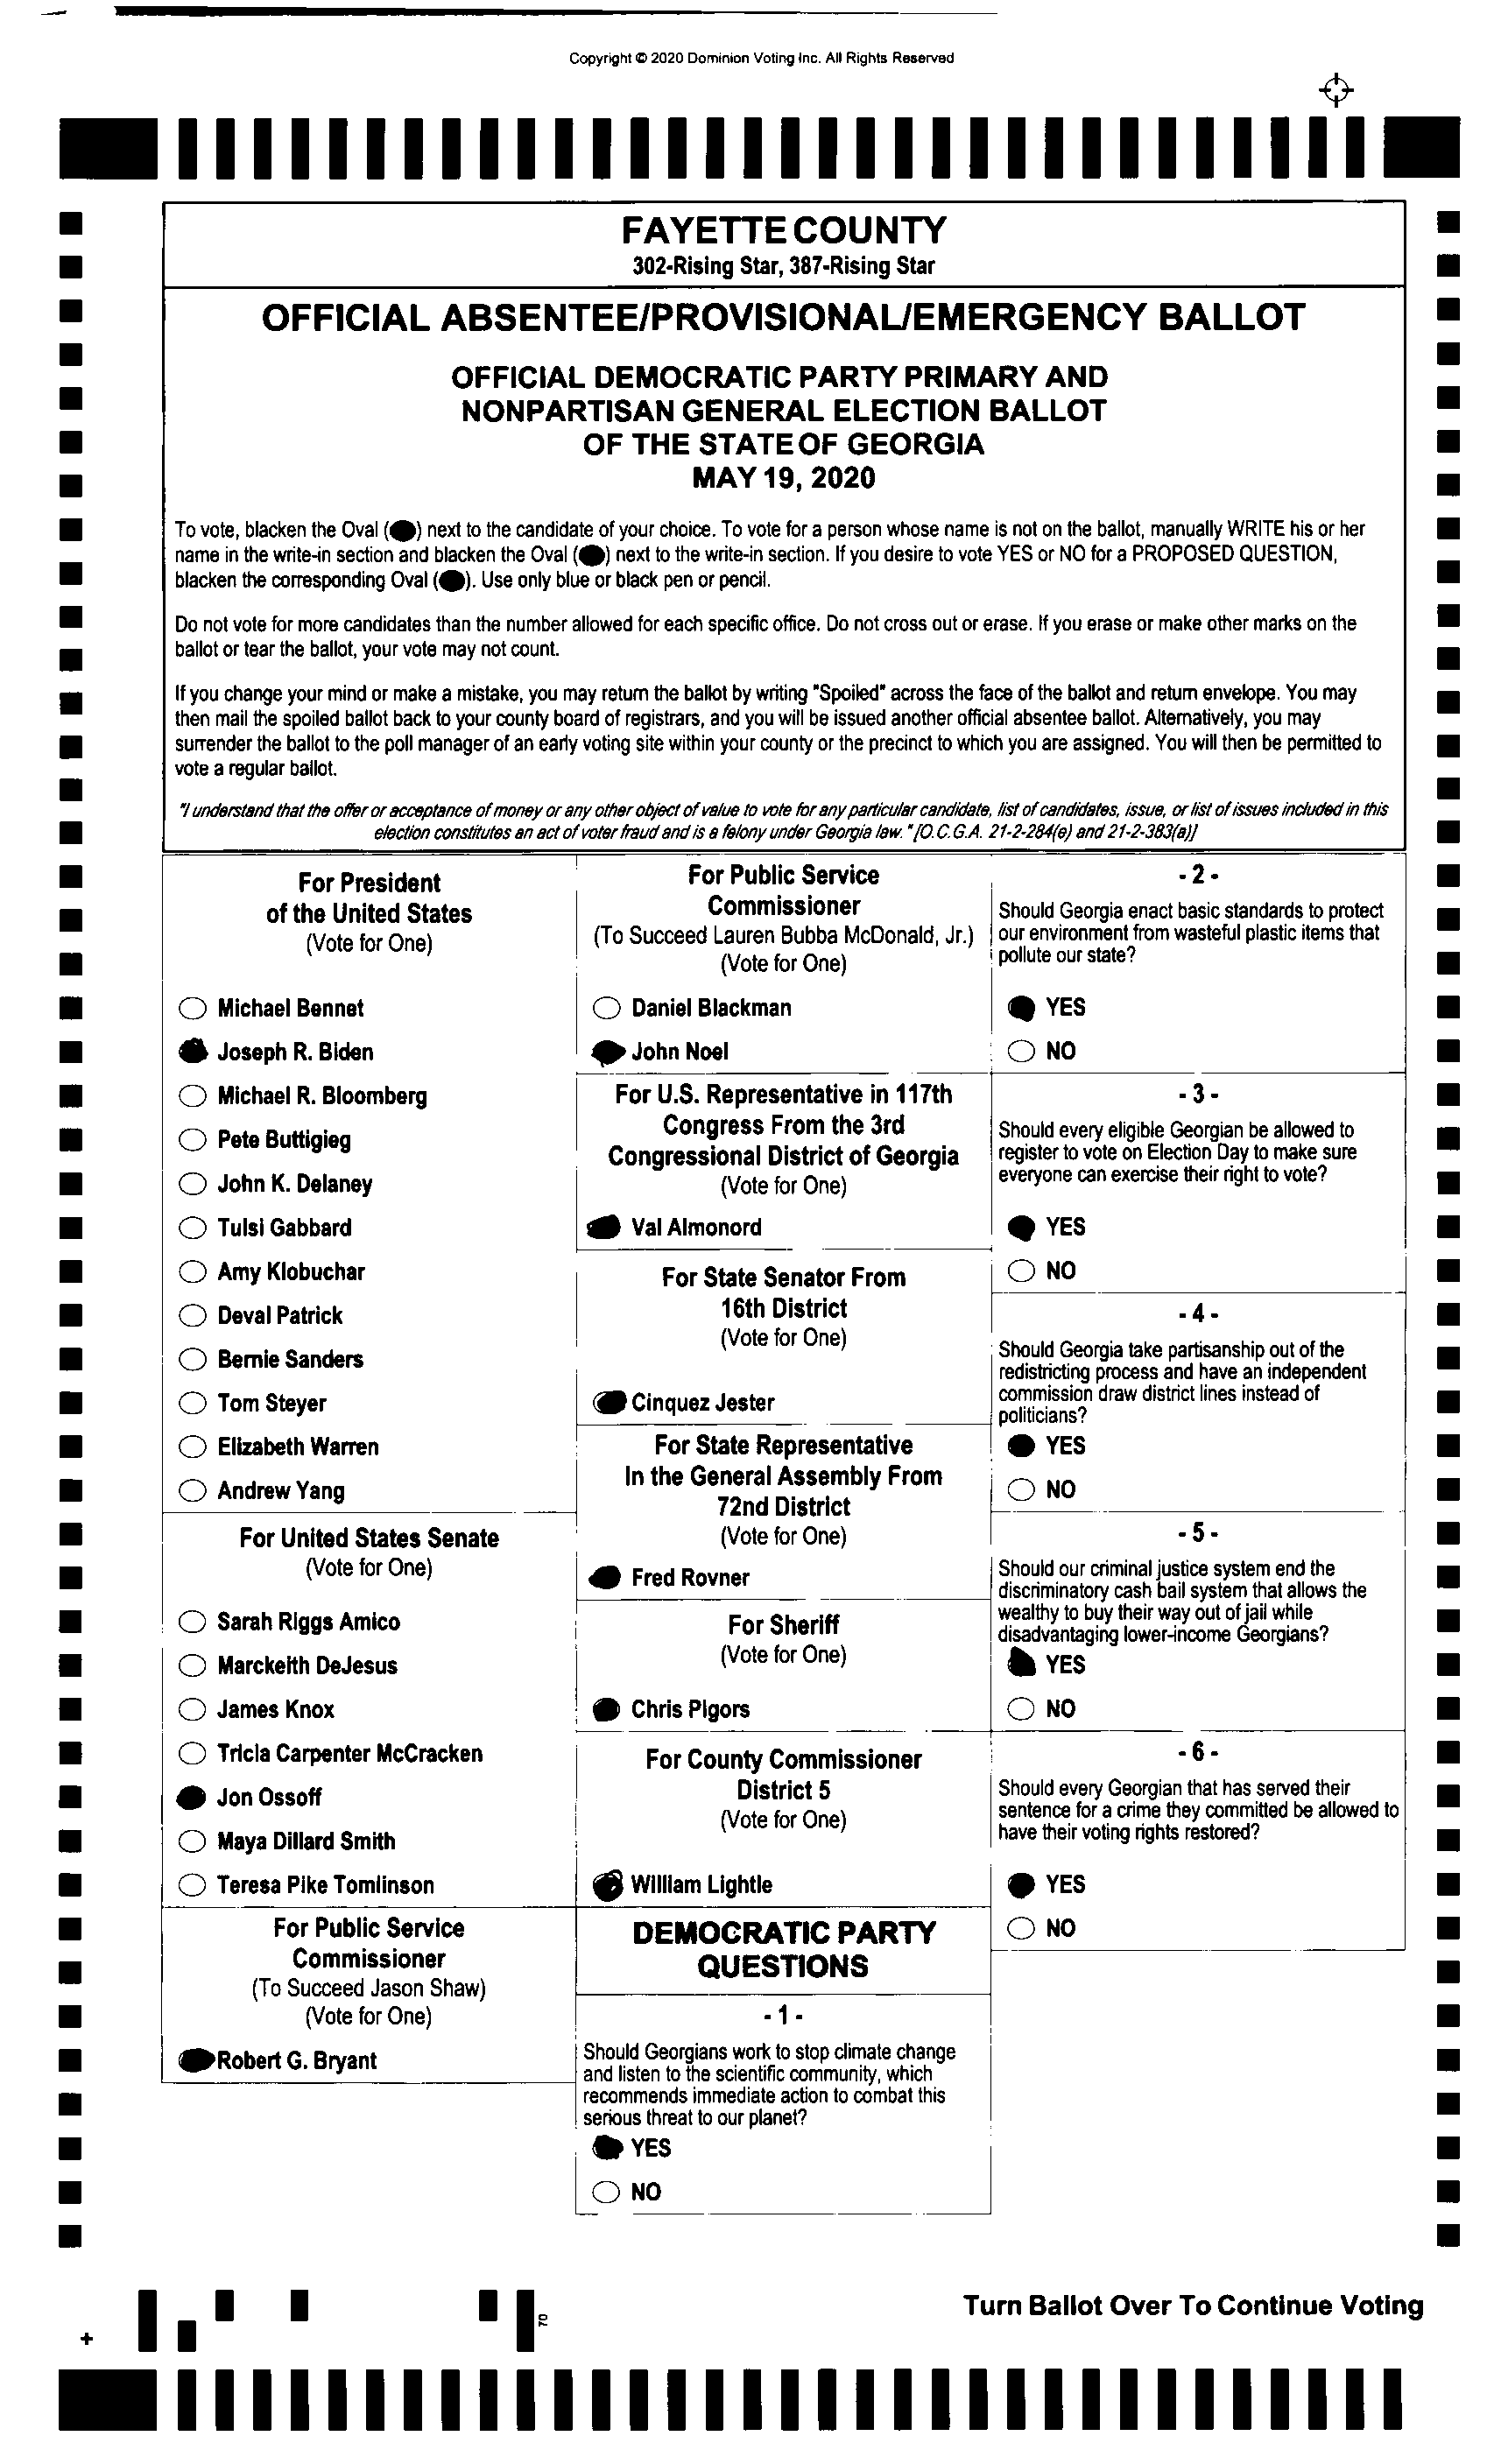 Copyright © 2020 Dominion Voting Inc. All Rights Reserved
FAYETTE COUNTY
302-Rising Star, 387-Rising Star
OFFICIAL ABSENTEE/PROVISIONAL/EMERGENCY BALLOT
OFFICIAL DEMOCRATIC PARTY PRIMARY AND
NONPARTISAN GENERAL ELECTION BALLOT
OF THE STATE OF GEORGIA
MAY 19, 2020
To vote, blacken the Oval ( ) next to the candidate of your choice. To vote for a person whose name is not on the ballot, manually WRITE his or her
name in the write-in section and blacken the Oval ( ) next to the write-in section. If you desire to vote YES or NO for a PROPOSED QUESTION,
blacken the corresponding Oval ( ). Use only blue or black pen or pencil.
Do not vote for more candidates than the number allowed for each specific office. Do not cross out or erase. If you erase or make other marks on the
ballot or tear the ballot, your vote may not count.
If you change your mind or make a mistake, you may return the ballot by writing "Spoiled" across the face of the ballot and return envelope. You may
then mail the spoiled ballot back to your county board of registrars, and you will be issued another official absentee ballot. Alternatively, you may
surrender the ballot to the poll manager of an early voting site within your county or the precinct to which you are assigned. You will then be permitted to
vote a regular ballot.
"I understand that the offer or acceptance of money or any other object of value to vote for any particular candidate, list of candidates, issue, or list of issues included in this
election constitutes an act of voter fraud and is a felony under Georgia law." [O.C.G.A. 21-2-284(e) and 21-2-383(a)]
For President
of the United States
(Vote for One)
Michael Bennet
Joseph R. Biden
Michael R. Bloomberg
Pete Buttigieg
John K. Delaney
Tulsi Gabbard
Amy Klobuchar
Deval Patrick
Bernie Sanders
Tom Steyer
Elizabeth Warren
Andrew Yang
For United States Senate
(Vote for One)
Sarah Riggs Amico
Marckeith DeJesus
James Knox
Tricia Carpenter McCracken
Jon Ossoff
Maya Dillard Smith
Teresa Pike Tomlinson
For Public Service
Commissioner
(To Succeed Jason Shaw)
(Vote for One)
Robert G. Bryant
For Public Service
Commissioner
(To Succeed Lauren Bubba McDonald, Jr.)
(Vote for One)
Daniel Blackman
John Noel
For U.S. Representative in 117th
Congress From the 3rd
Congressional District of Georgia
(Vote for One)
Val Almonord
For State Senator From
16th District
(Vote for One)
Cinquez Jester
For State Representative
In the General Assembly From
72nd District
(Vote for One)
Fred Rovner
For Sheriff
(Vote for One)
Chris Pigors
For County Commissioner
District 5
(Vote for One)
William Lightle
DEMOCRATIC PARTY
QUESTIONS
- 1 -
Should Georgians work to stop climate change
and listen to the scientific community, which
recommends immediate action to combat this
serious threat to our planet?
YES
NO
- 2 -
Should Georgia enact basic standards to protect
our environment from wasteful plastic items that
pollute our state?
YES
NO
- 3 -
Should every eligible Georgian be allowed to
register to vote on Election Day to make sure
everyone can exercise their right to vote?
YES
NO
- 4 -
Should Georgia take partisanship out of the
redistricting process and have an independent
commission draw district lines instead of
politicians?
YES
NO
- 5 -
Should our criminal justice system end the
discriminatory cash bail system that allows the
wealthy to buy their way out of jail while
disadvantaging lower-income Georgians?
YES
NO
- 6 -
Should every Georgian that has served their
sentence for a crime they committed be allowed to
have their voting rights restored?
YES
NO
Turn Ballot Over To Continue Voting
70